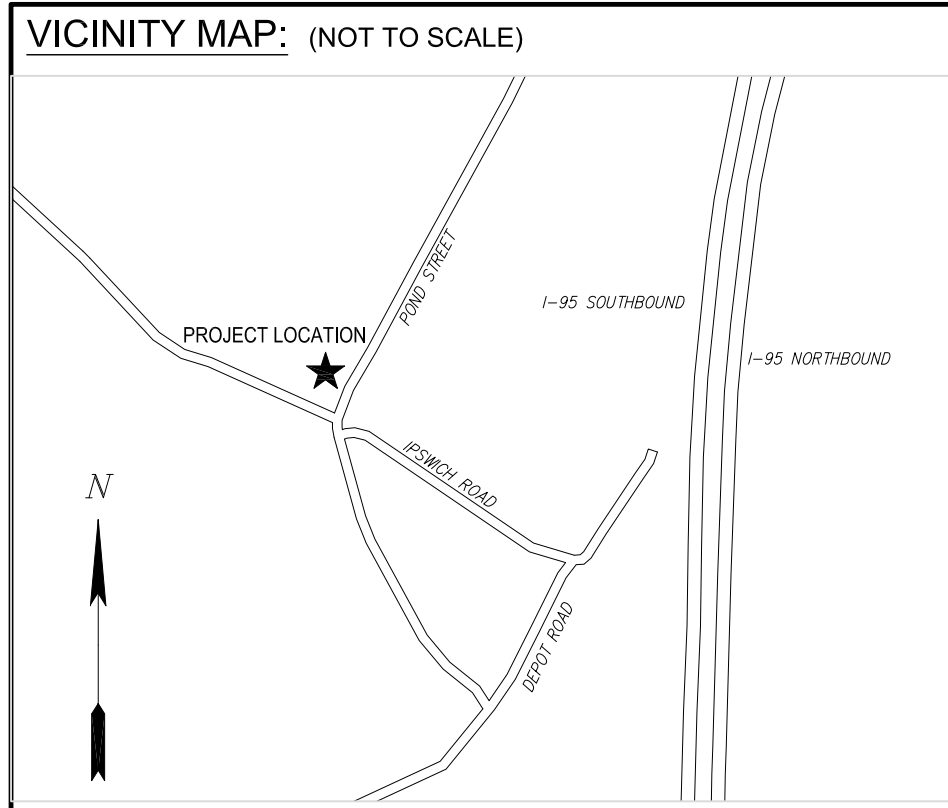 VICINITY MAP: (NOT TO SCALE)
POND STREET
I-95 SOUTHBOUND
PROJECT LOCATION
I-95 NORTHBOUND
IPSWICH ROAD
N
DEPOT ROAD